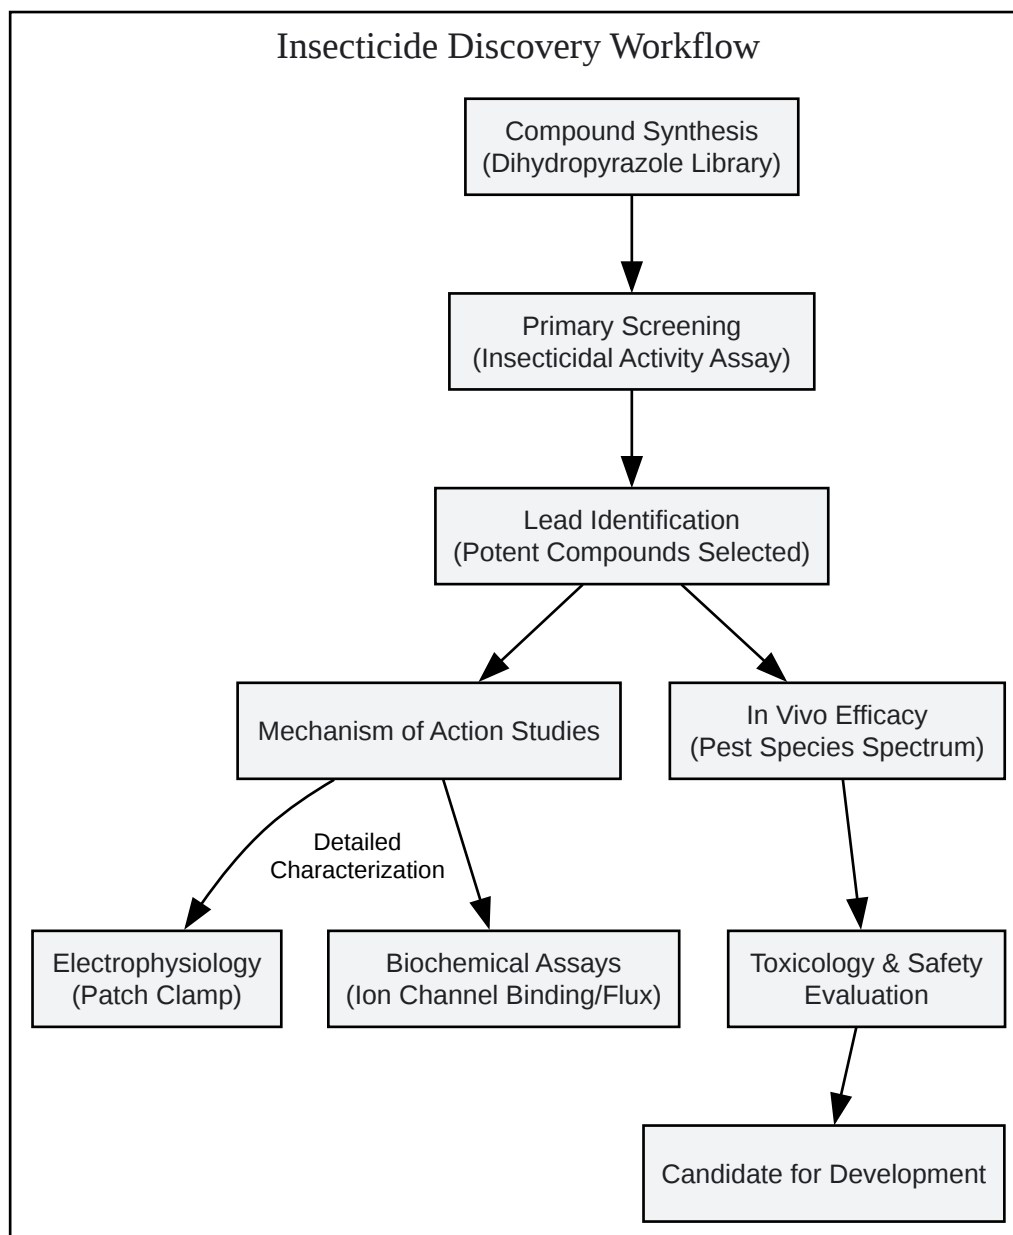 Insecticide Discovery Workflow
Compound Synthesis
(Dihydropyrazole Library)
Primary Screening
(Insecticidal Activity Assay)
Lead Identification
(Potent Compounds Selected)
Mechanism of Action Studies
In Vivo Efficacy
(Pest Species Spectrum)
Detailed
Characterization
Electrophysiology
(Patch Clamp)
Biochemical Assays
(Ion Channel Binding/Flux)
Toxicology & Safety
Evaluation
Candidate for Development